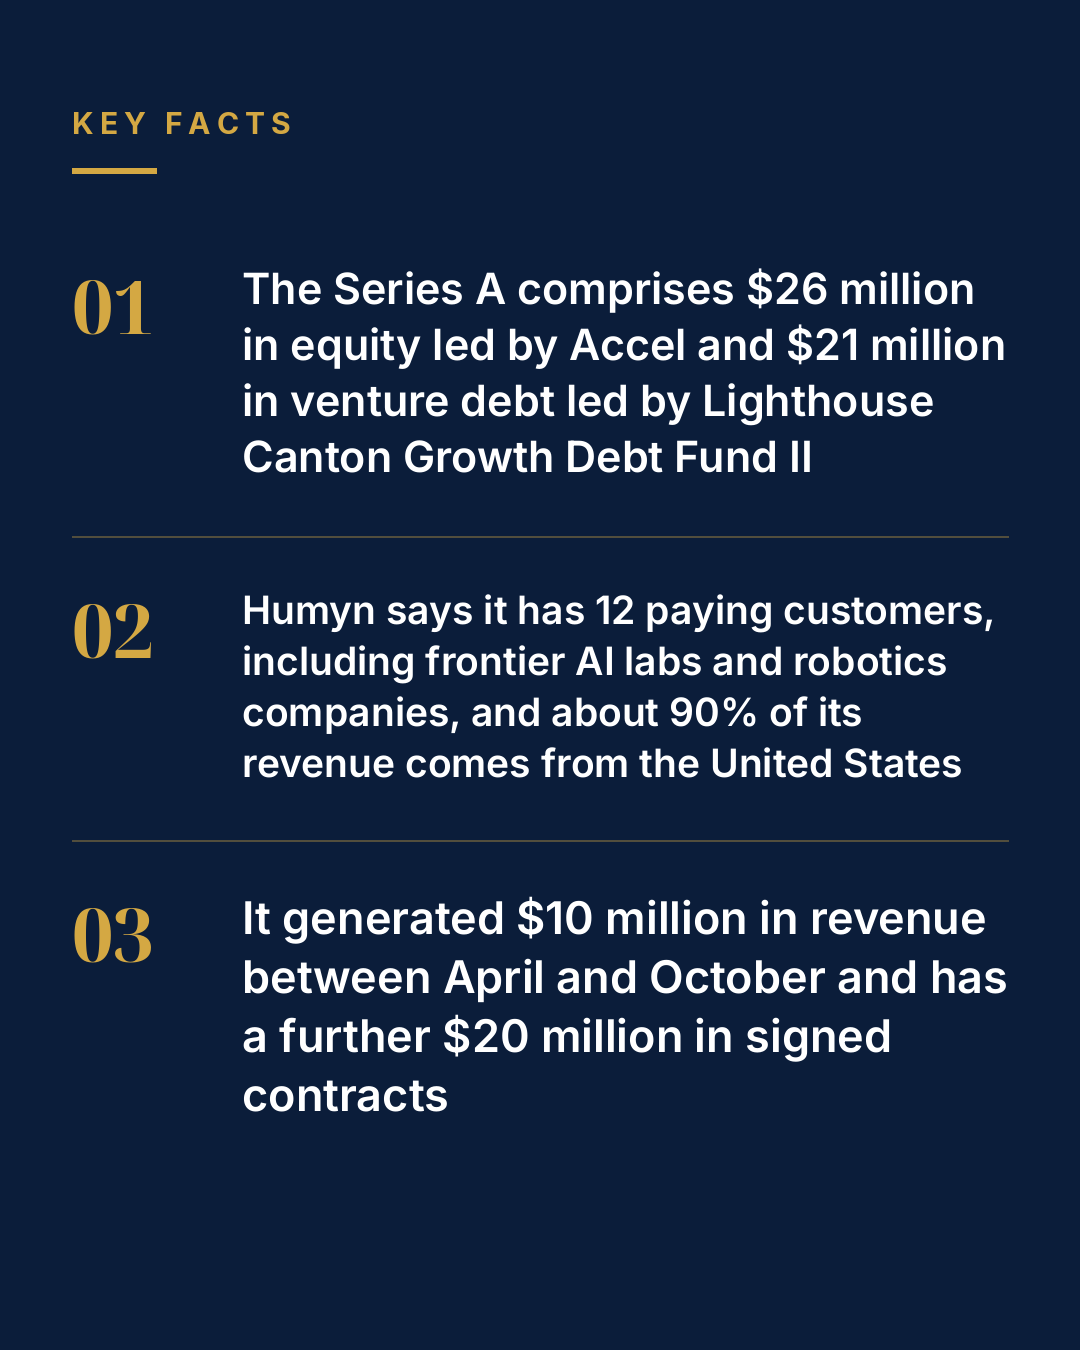 KEY FACTS
01
The Series A comprises $26 million
in equity led by Accel and $21 million
in venture debt led by Lighthouse
Canton Growth Debt Fund II
02
Humyn says it has 12 paying customers,
including frontier AI labs and robotics
companies, and about 90% of its
revenue comes from the United States
03
It generated $10 million in revenue
between April and October and has
a further $20 million in signed
contracts